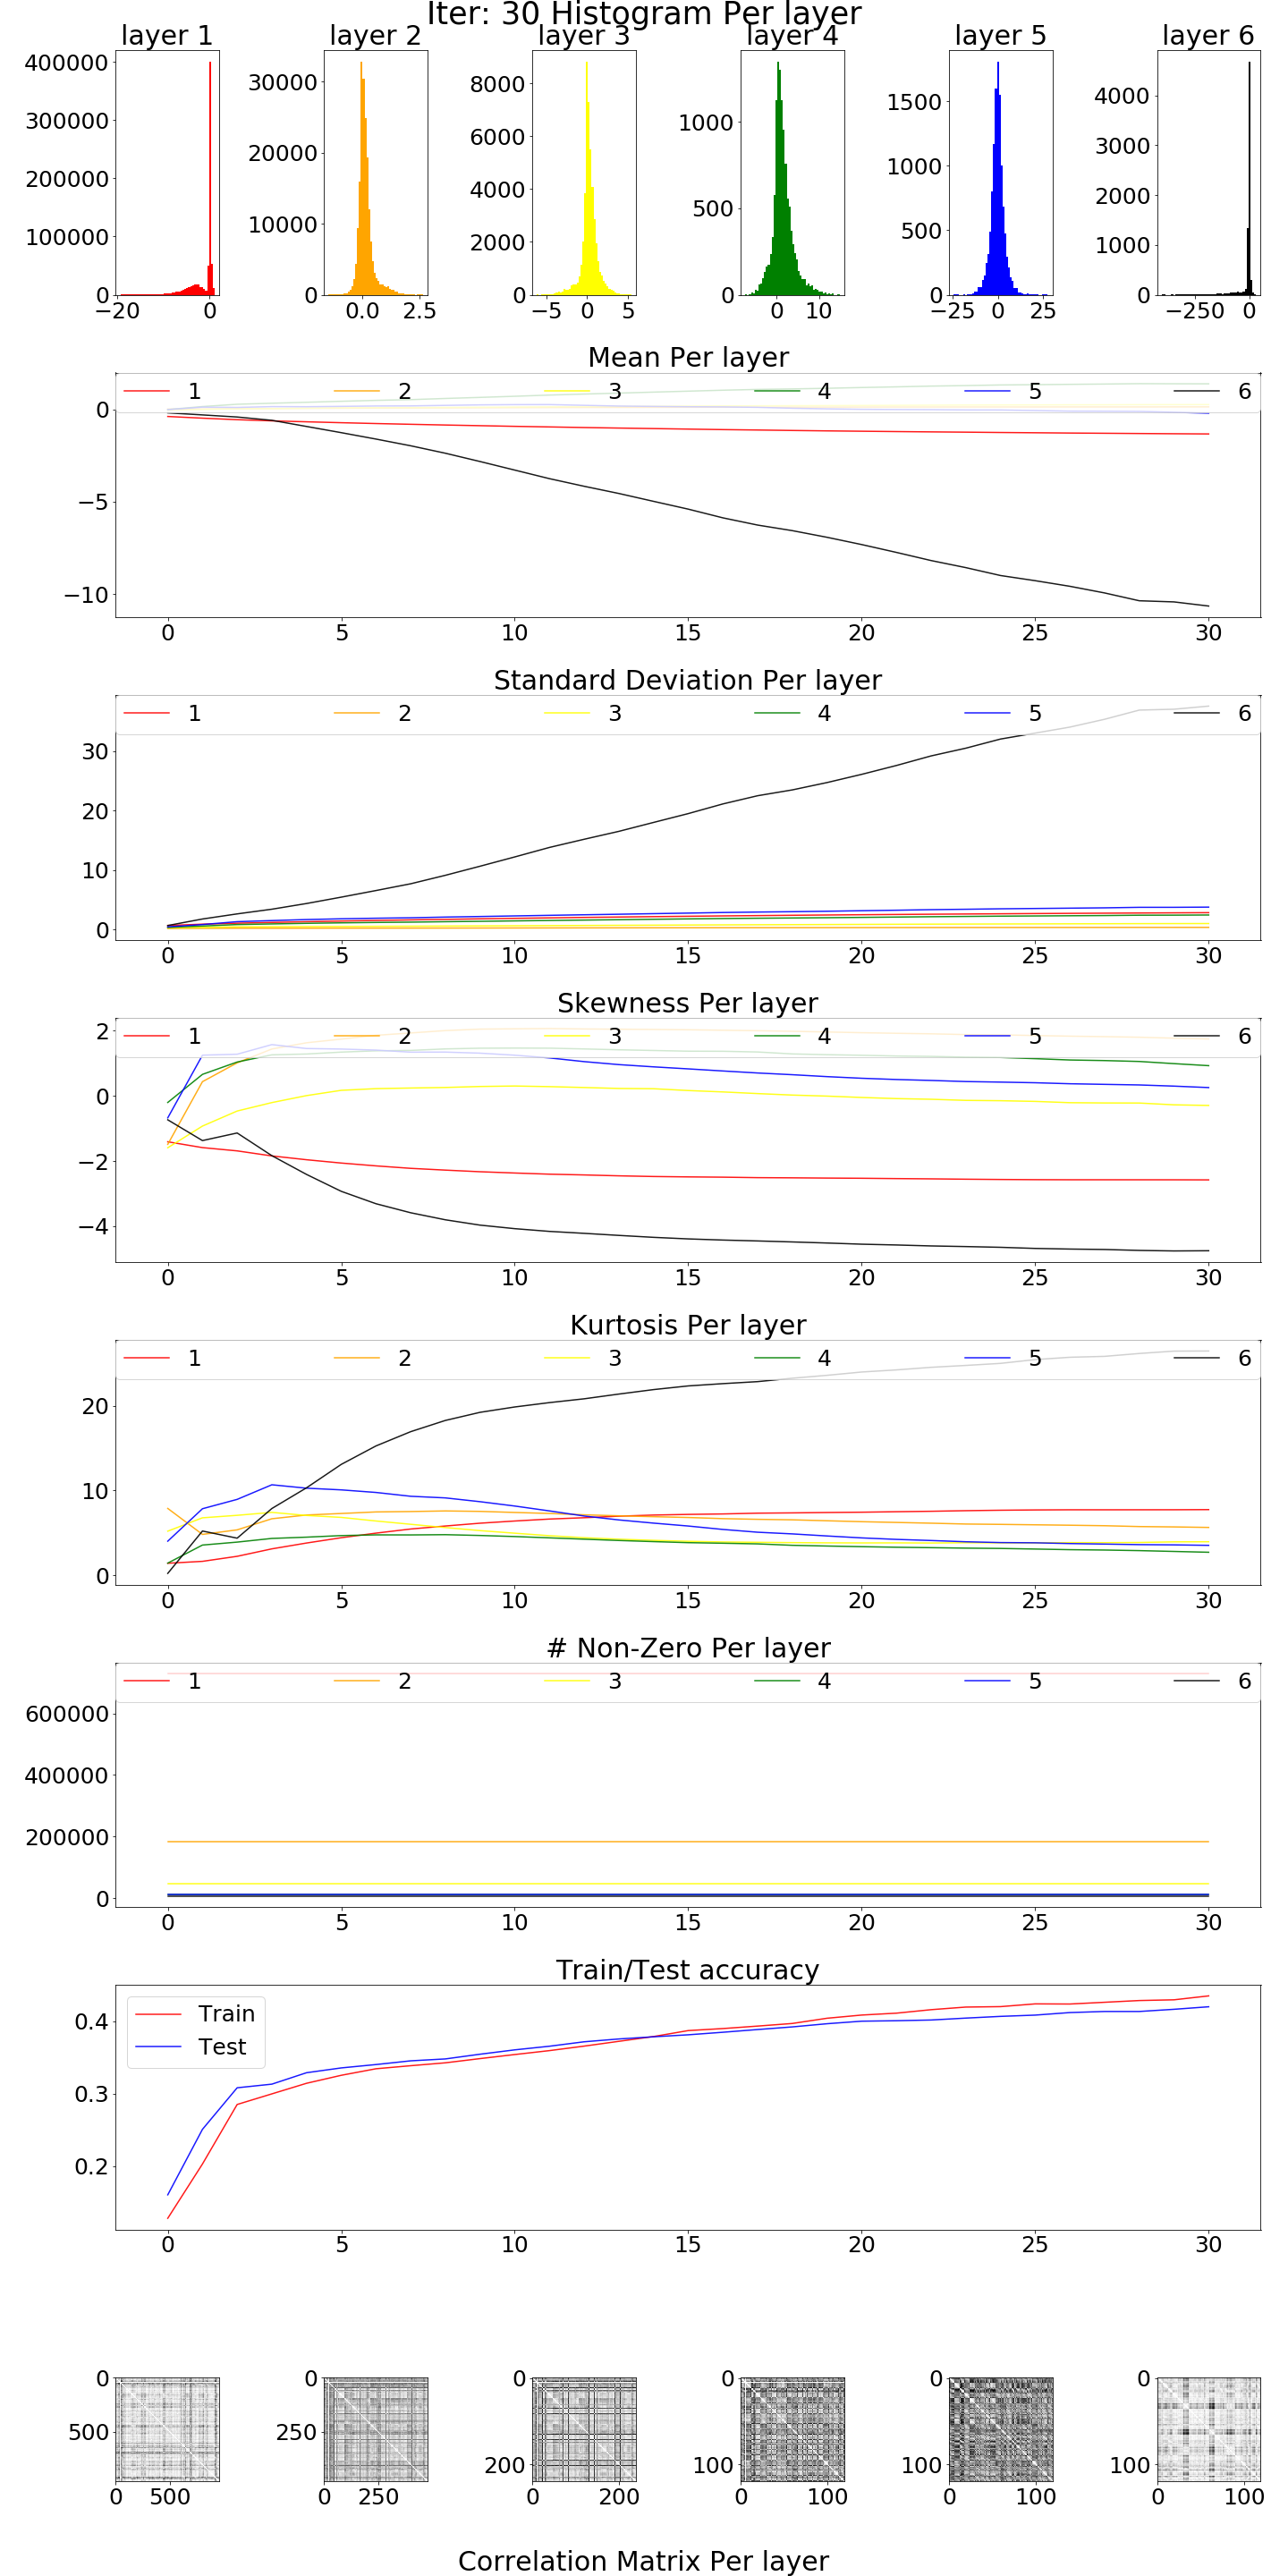 Iter: 30 Histogram Per layer
layer 1 layer 2 layer 3 layer 4 layer 5 layer 6
400000
300000
200000
100000
0
−20 0
30000
20000
10000
0
0.0 2.5
8000
6000
4000
2000
0
−5 0 5
1000
500
0
0 10
1500
1000
500
0
−25 0 25
4000
3000
2000
1000
0
−250 0
Mean Per layer
1 2 3 4 5 6
0
−5
−10
0 5 10 15 20 25 30
Standard Deviation Per layer
1 2 3 4 5 6
30
20
10
0
0 5 10 15 20 25 30
Skewness Per layer
1 2 3 4 5 6
2
0
−2
−4
0 5 10 15 20 25 30
Kurtosis Per layer
1 2 3 4 5 6
20
10
0
0 5 10 15 20 25 30
# Non-Zero Per layer
1 2 3 4 5 6
600000
400000
200000
0
0 5 10 15 20 25 30
Train/Test accuracy
Train
Test
0.4
0.3
0.2
0 5 10 15 20 25 30
0
500
0 500
0
250
0 250
0
200
0 200
0
100
0 100
0
100
0 100
0
100
0 100
Correlation Matrix Per layer